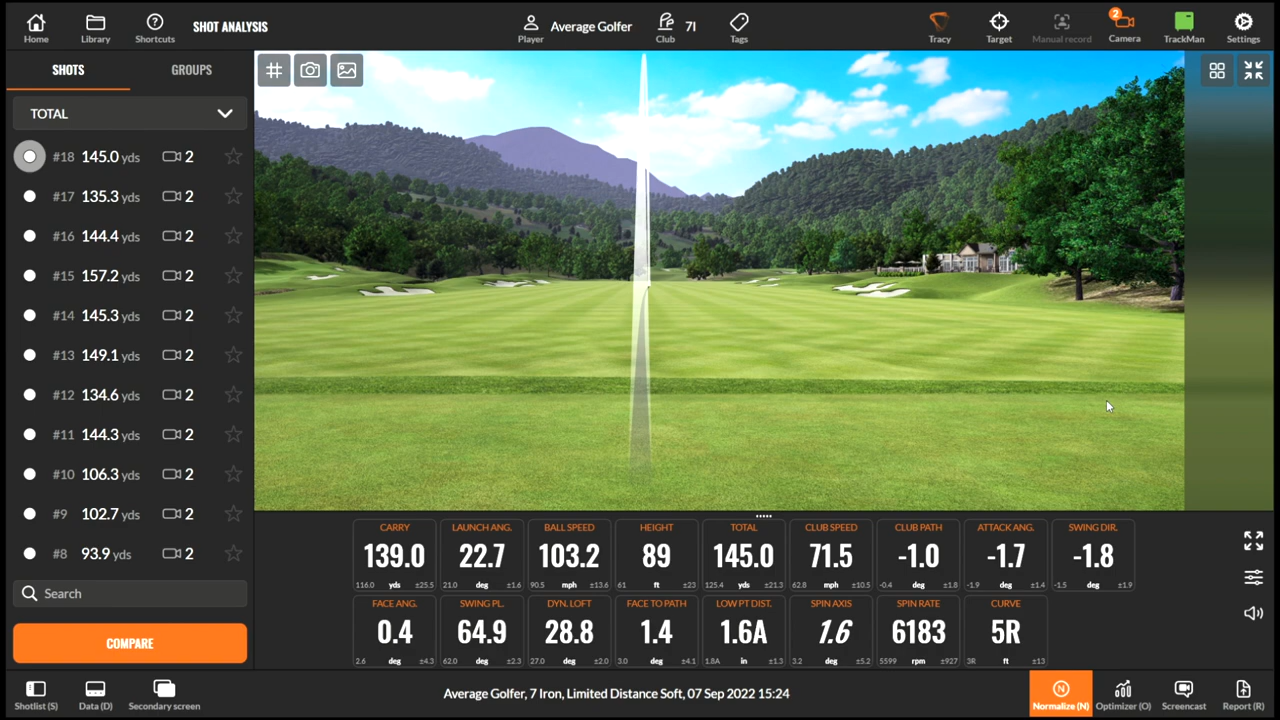 Home
Library
Shortcuts
SHOT ANALYSIS
Player
Average Golfer
Club
7I
Tags
Tracy
Target
Manual record
2
Camera
TrackMan
Settings
SHOTS GROUPS
TOTAL
#18 145.0 yds 2
#17 135.3 yds 2
#16 144.4 yds 2
#15 157.2 yds 2
#14 145.3 yds 2
#13 149.1 yds 2
#12 134.6 yds 2
#11 144.3 yds 2
#10 106.3 yds 2
#9 102.7 yds 2
#8 93.9 yds 2
Search
COMPARE
CARRY LAUNCH ANG. BALL SPEED HEIGHT TOTAL CLUB SPEED CLUB PATH ATTACK ANG. SWING DIR.
139.0 22.7 103.2 89 145.0 71.5 -1.0 -1.7 -1.8
116.0 yds ±25.5 21.0 deg ±1.6 90.5 mph ±13.6 61 ft ±23 125.4 yds ±21.3 62.8 mph ±10.5 -0.4 deg ±1.8 -1.9 deg ±1.4 -1.5 deg ±1.9
FACE ANG. SWING PL. DYN. LOFT FACE TO PATH LOW PT DIST. SPIN AXIS SPIN RATE CURVE
0.4 64.9 28.8 1.4 1.6A 1.6 6183 5R
2.6 deg ±4.3 62.0 deg ±2.3 27.0 deg ±2.0 3.0 deg ±4.1 1.8A in ±1.3 3.2 deg ±5.2 5599 rpm ±927 3R ft ±13
Shotlist (S)
Data (D)
Secondary screen
Average Golfer, 7 Iron, Limited Distance Soft, 07 Sep 2022 15:24
N
Normalize (N)
Optimizer (O)
Screencast
Report (R)